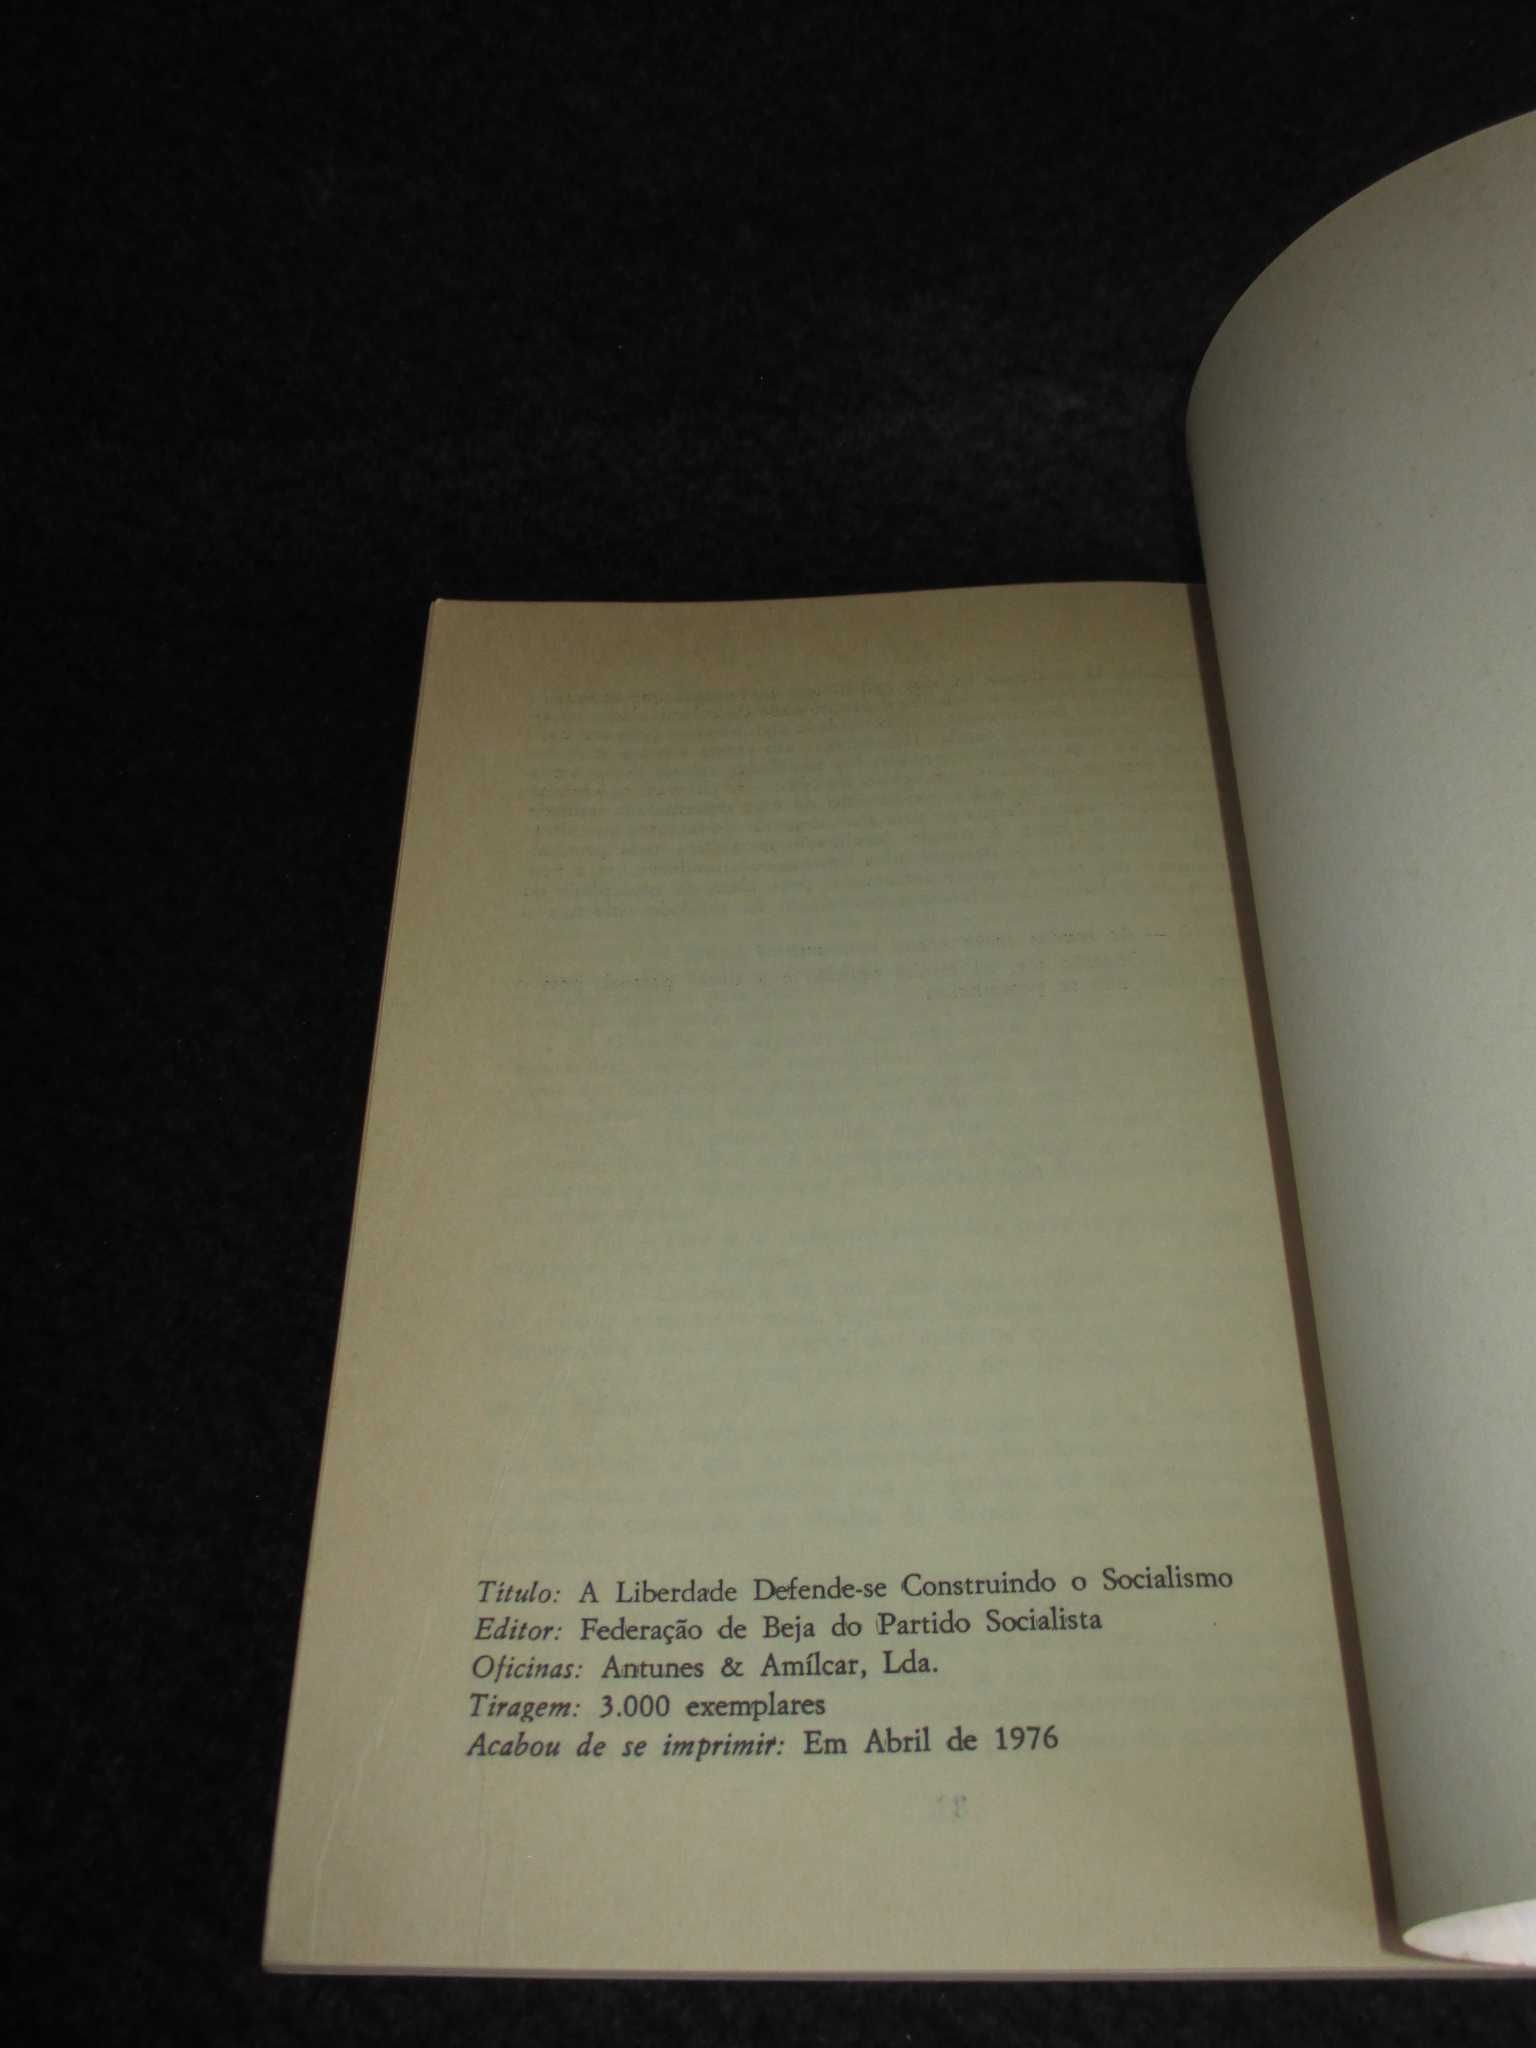 Título: A Liberdade Defende-se Construindo o Socialismo
Editor: Federação de Beja do Partido Socialista
Oficinas: Antunes & Amílcar, Lda.
Tiragem: 3.000 exemplares
Acabou de se imprimir: Em Abril de 1976